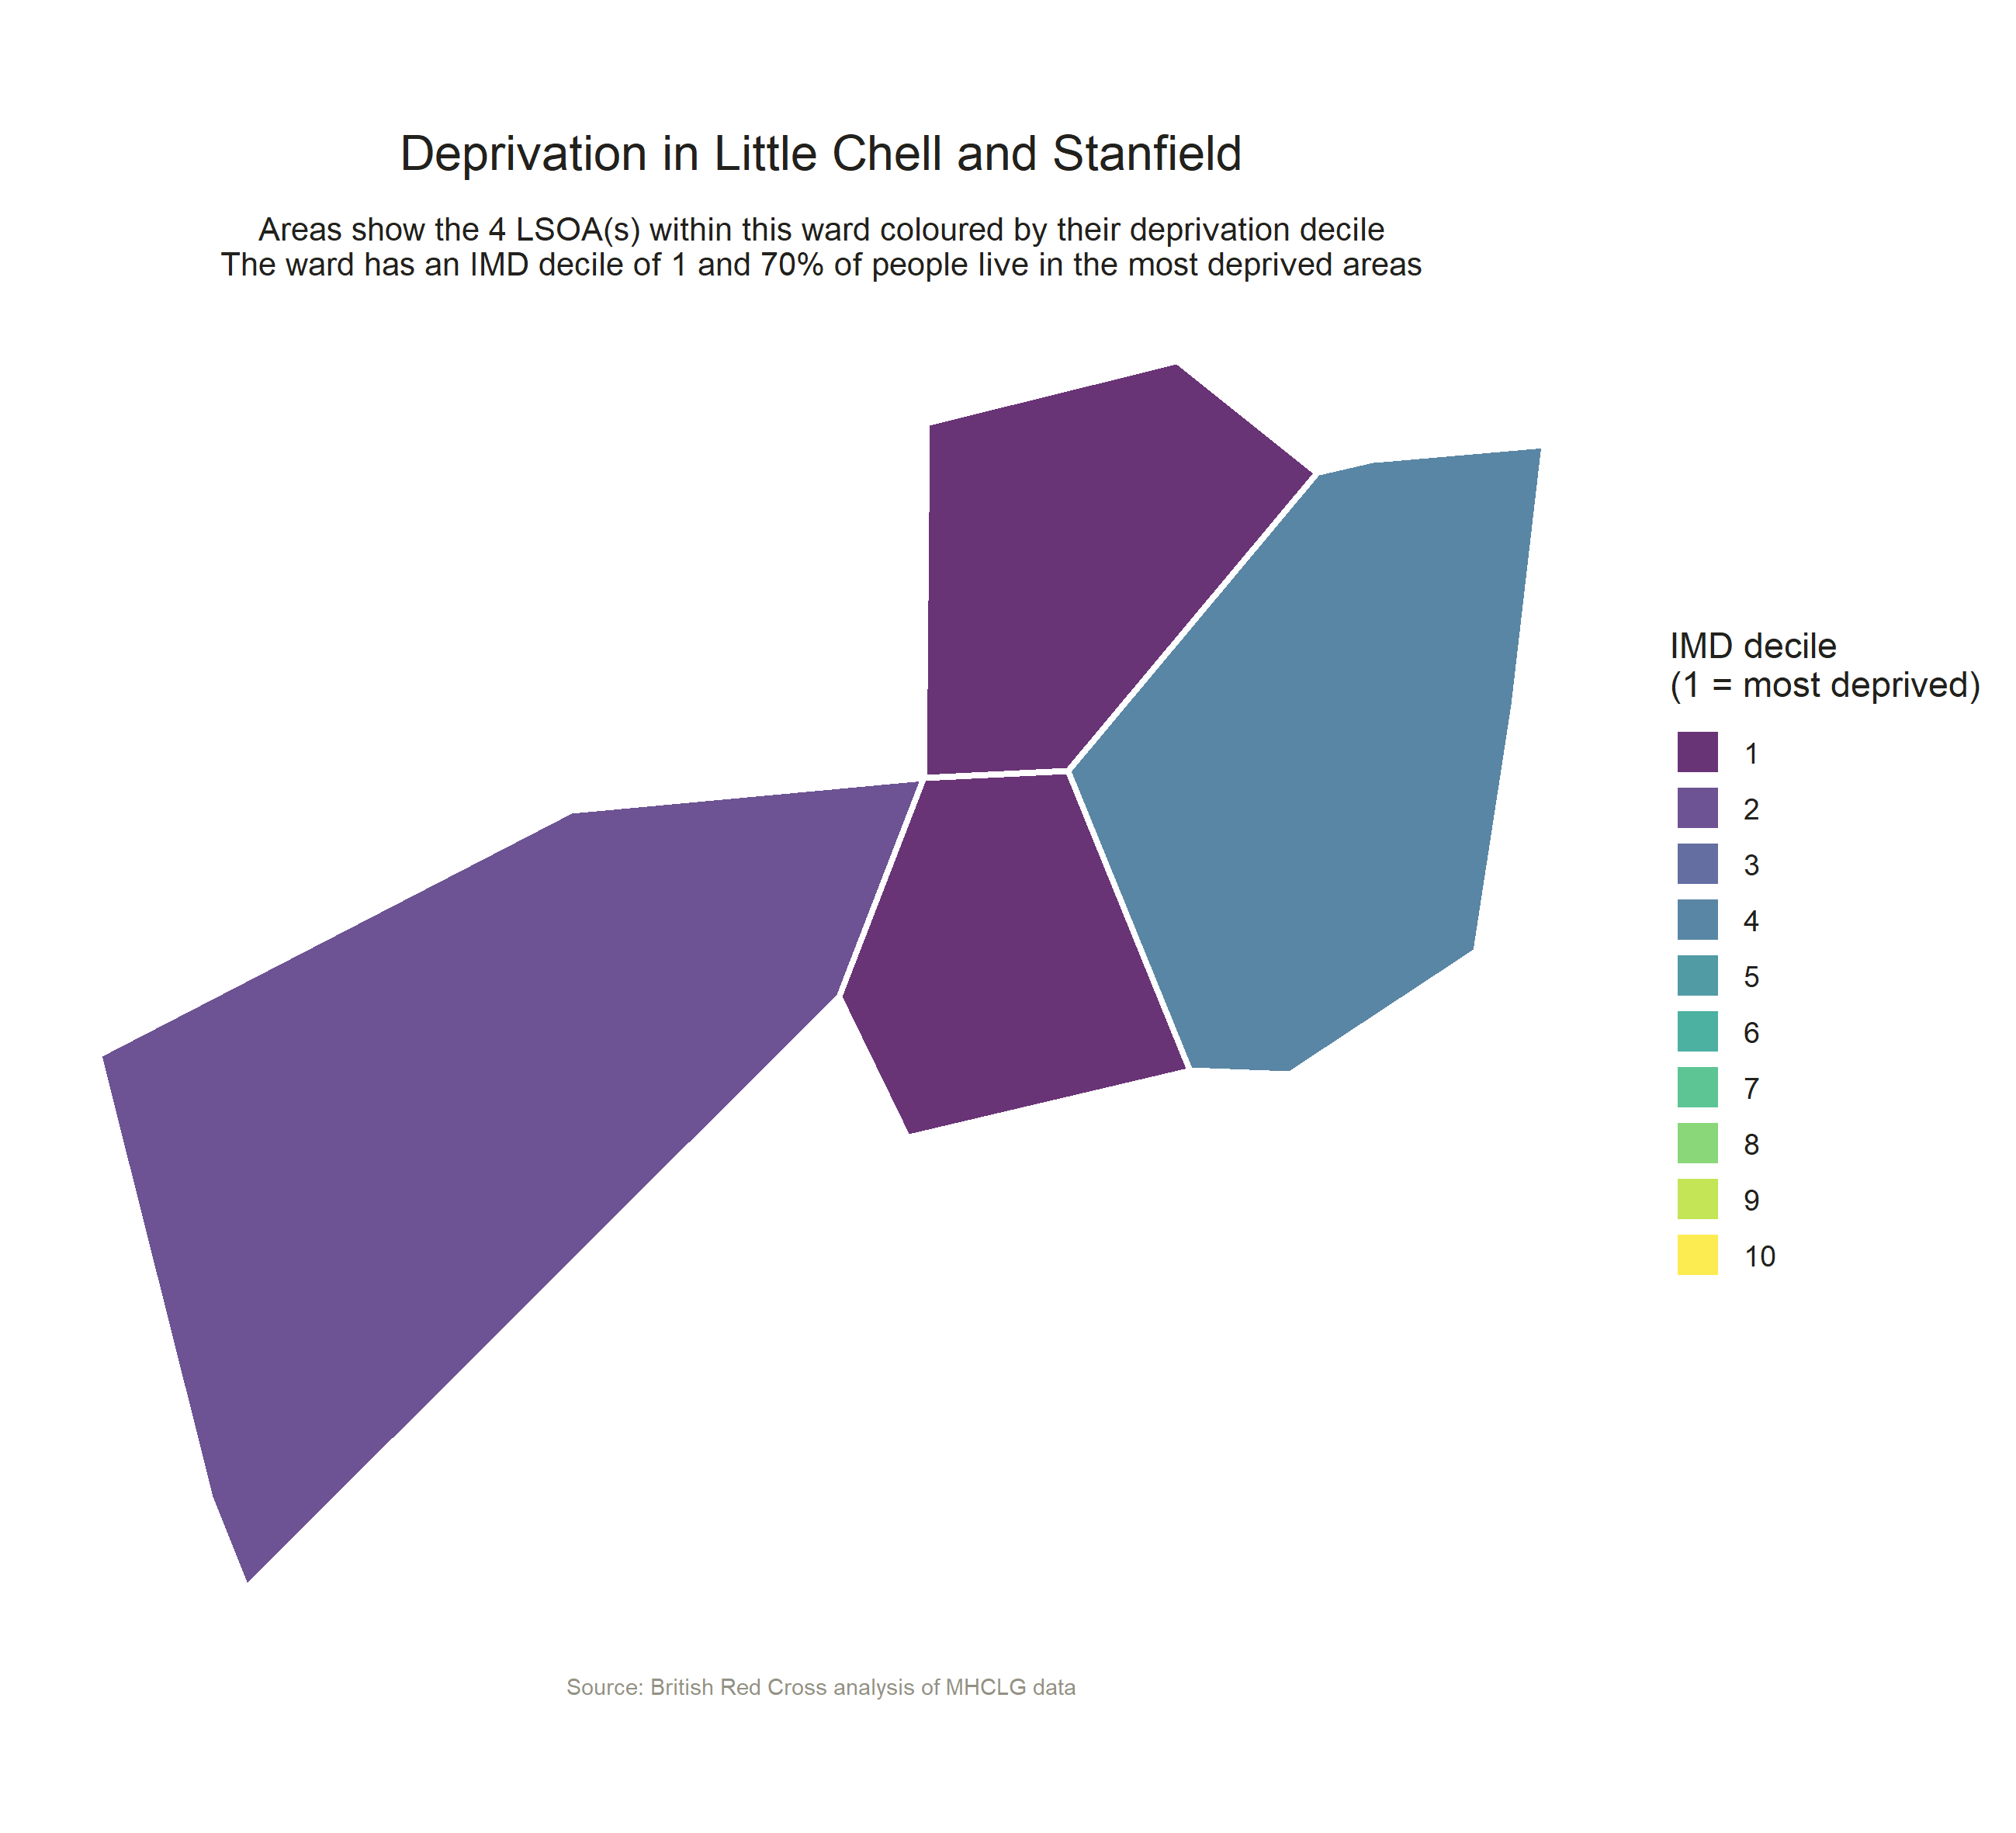 Deprivation in Little Chell and Stanfield
Areas show the 4 LSOA(s) within this ward coloured by their deprivation decile
The ward has an IMD decile of 1 and 70% of people live in the most deprived areas
IMD decile
(1 = most deprived)
1
2
3
4
5
6
7
8
9
10
Source: British Red Cross analysis of MHCLG data